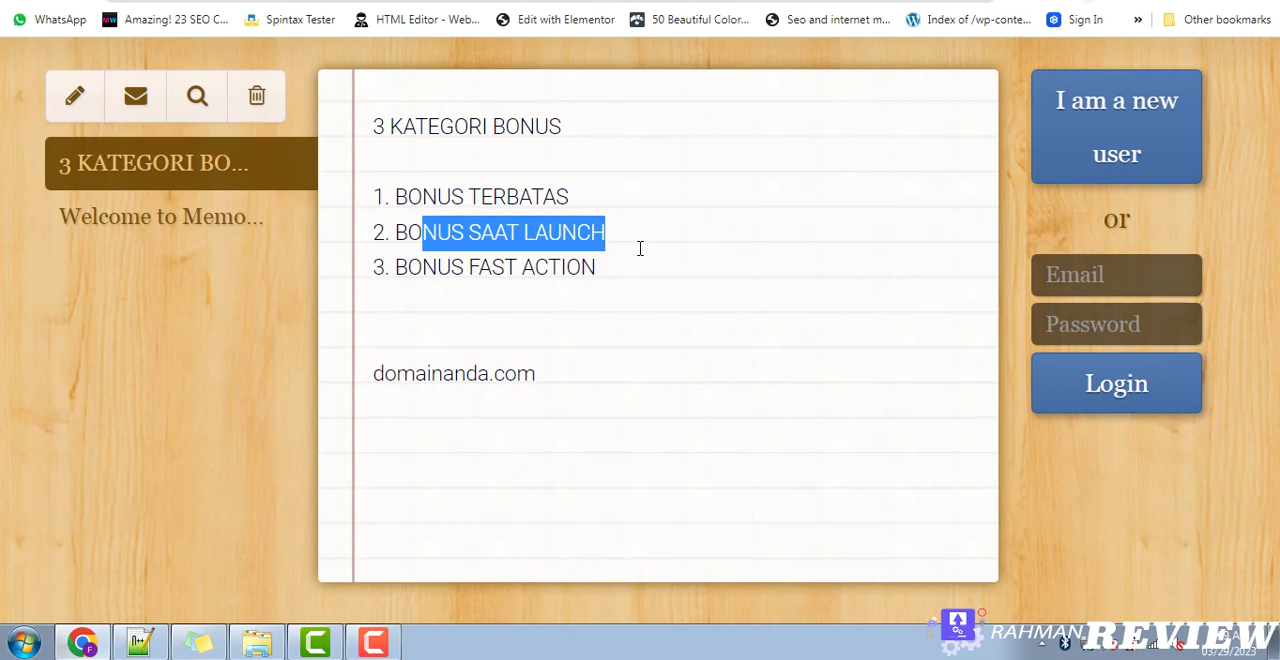 WhatsApp
Amazing! 23 SEO C...
Spintax Tester
HTML Editor - Web...
Edit with Elementor
50 Beautiful Color...
Seo and internet m...
Index of /wp-conte...
Sign In
»
Other bookmarks
3 KATEGORI BO...
Welcome to Memo...
3 KATEGORI BONUS
1. BONUS TERBATAS
2. BONUS SAAT LAUNCH
3. BONUS FAST ACTION
domainanda.com
I am a new
user
or
Email
Password
Login
RAHMAN REVIEW
03/29/2023